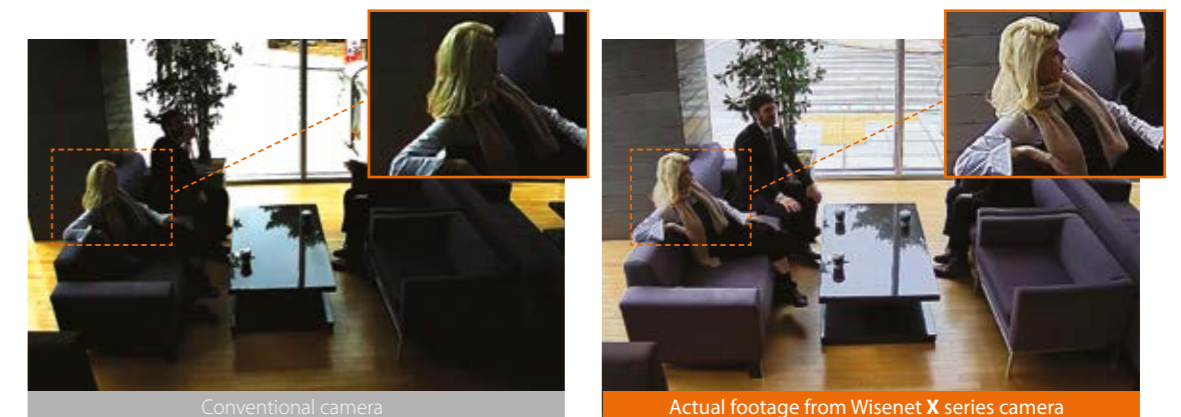 Conventional camera
Actual footage from Wisenet X series camera